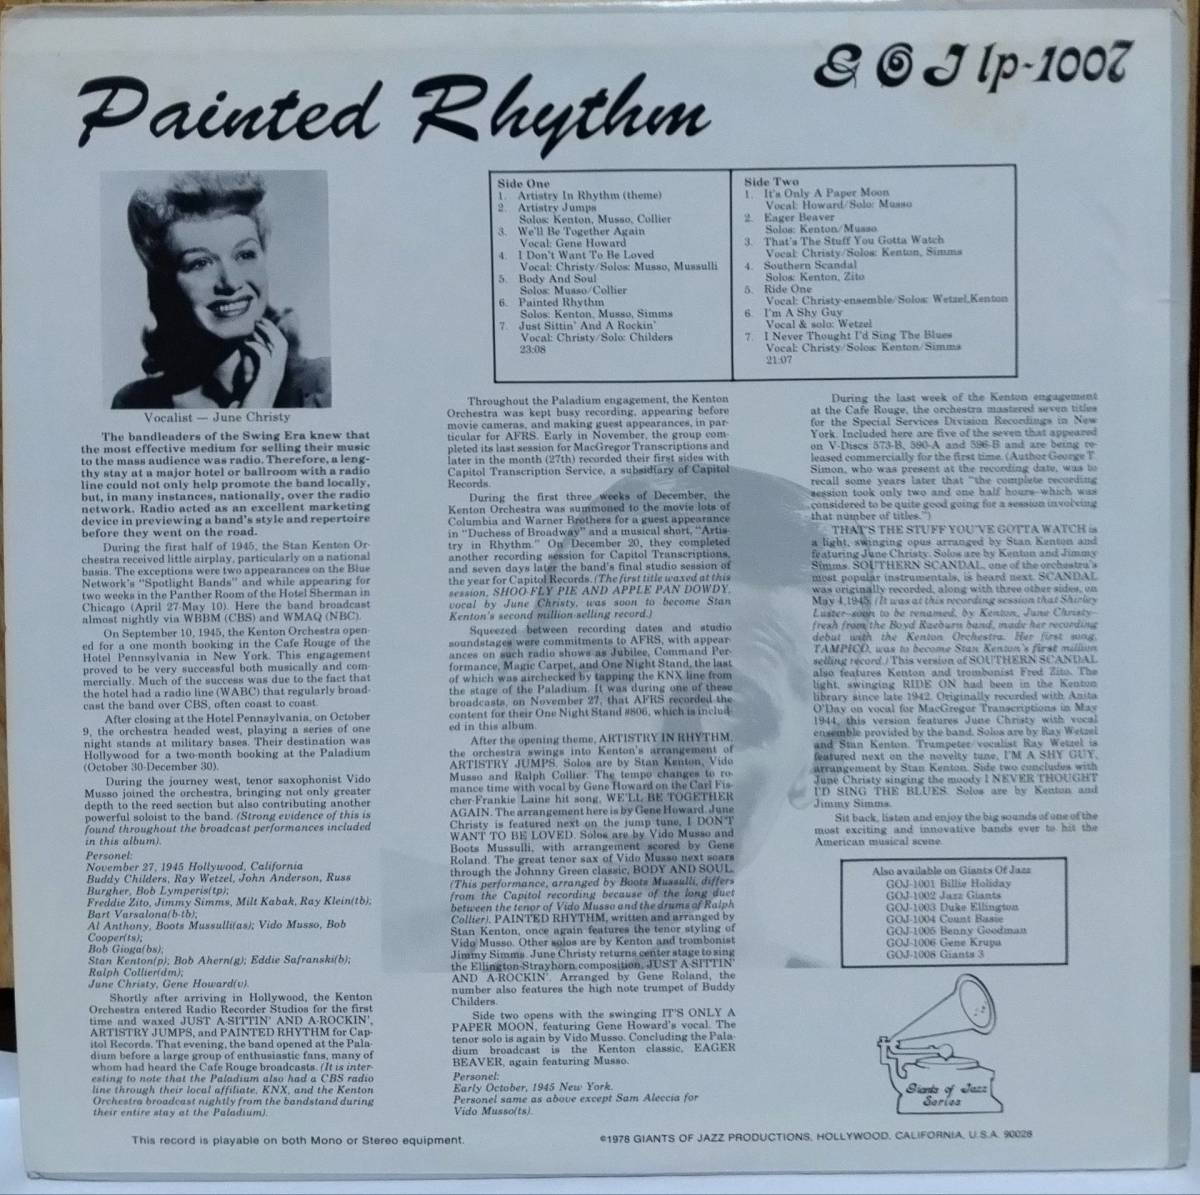 Painted Rhythm
GOJ lp-1007
Side One
1. Artistry In Rhythm (theme)
2. Artistry Jumps
Solos: Kenton, Musso, Collier
3. We'll Be Together Again
Vocal: Gene Howard
4. I Don't Want To Be Loved
Vocal: Christy/Solos: Musso, Mussulli
5. Body And Soul
Solos: Musso/Collier
6. Painted Rhythm
Solos: Kenton, Musso, Simms
7. Just Sittin' And A Rockin'
Vocal: Christy/Solo: Childers
23:08
Side Two
1. It's Only A Paper Moon
Vocal: Howard/Solo: Musso
2. Eager Beaver
Solos: Kenton/Musso
3. That's The Stuff You Gotta Watch
Vocal: Christy/Solos: Kenton, Simms
4. Southern Scandal
Solos: Kenton, Zito
5. Ride One
Vocal: Christy-ensemble/Solos: Wetzel,Kenton
6. I'm A Shy Guy
Vocal & solo: Wetzel
7. I Never Thought I'd Sing The Blues
Vocal: Christy/Solos: Kenton/Simms
21:07
Vocalist — June Christy
The bandleaders of the Swing Era knew that
the most effective medium for selling their music
to the mass audience was radio. Therefore, a leng-
thy stay at a major hotel or ballroom with a radio
line could not only help promote the band locally,
but, in many instances, nationally, over the radio
network. Radio acted as an excellent marketing
device in previewing a band's style and repertoire
before they went on the road.
During the first half of 1945, the Stan Kenton Or-
chestra received little airplay, particularly on a national
basis. The exceptions were two appearances on the Blue
Network's "Spotlight Bands" and while appearing for
two weeks in the Panther Room of the Hotel Sherman in
Chicago (April 27-May 10). Here the band broadcast
almost nightly via WBBM (CBS) and WMAQ (NBC).
On September 10, 1945, the Kenton Orchestra open-
ed for a one month booking in the Cafe Rouge of the
Hotel Pennsylvania in New York. This engagement
proved to be very successful both musically and com-
mercially. Much of the success was due to the fact that
the hotel had a radio line (WABC) that regularly broad-
cast the band over CBS, often coast to coast.
After closing at the Hotel Pennsylvania, on October
9, the orchestra headed west, playing a series of one
night stands at military bases. Their destination was
Hollywood for a two-month booking at the Paladium
(October 30-December 30).
During the journey west, tenor saxophonist Vido
Musso joined the orchestra, bringing not only greater
depth to the reed section but also contributing another
powerful soloist to the band. (Strong evidence of this is
found throughout the broadcast performances included
in this album).
Personel:
November 27, 1945 Hollywood, California
Buddy Childers, Ray Wetzel, John Anderson, Russ
Burgher, Bob Lymperis(tp);
Freddie Zito, Jimmy Simms, Milt Kabak, Ray Klein(tb);
Bart Varsalona(b-tb);
Al Anthony, Boots Mussulli(as); Vido Musso, Bob
Cooper(ts);
Bob Gioga(bs);
Stan Kenton(p); Bob Ahern(g); Eddie Safranski(b);
Ralph Collier(dm);
June Christy, Gene Howard(v).
Shortly after arriving in Hollywood, the Kenton
Orchestra entered Radio Recorder Studios for the first
time and waxed JUST A-SITTIN' AND A-ROCKIN',
ARTISTRY JUMPS, and PAINTED RHYTHM for Cap-
itol Records. That evening, the band opened at the Pala-
dium before a large group of enthusiastic fans, many of
whom had heard the Cafe Rouge broadcasts. (It is inter-
esting to note that the Paladium also had a CBS radio
line through their local affiliate, KNX, and the Kenton
Orchestra broadcast nightly from the bandstand during
their entire stay at the Paladium).
Throughout the Paladium engagement, the Kenton
Orchestra was kept busy recording, appearing before
movie cameras, and making guest appearances, in par-
ticular for AFRS. Early in November, the group com-
pleted its last session for MacGregor Transcriptions and
later in the month (27th) recorded their first sides with
Capitol Transcription Service, a subsidiary of Capitol
Records.
During the first three weeks of December, the
Kenton Orchestra was summoned to the movie lots of
Columbia and Warner Brothers for a guest appearance
in "Duchess of Broadway" and a musical short, "Artis-
try in Rhythm." On December 20, they completed
another recording session for Capitol Transcriptions,
and seven days later the band's final studio session of
the year for Capitol Records. (The first title waxed at this
session, SHOO-FLY PIE AND APPLE PAN DOWDY,
vocal by June Christy, was soon to become Stan
Kenton's second million-selling record.)
Squeezed between recording dates and studio
soundstages were commitments to AFRS, with appear-
ances on such radio shows as Jubilee, Command Per-
formance, Magic Carpet, and One Night Stand, the last
of which was airchecked by tapping the KNX line from
the stage of the Paladium. It was during one of these
broadcasts, on November 27, that AFRS recorded the
content for their One Night Stand #806, which is includ-
ed in this album.
After the opening theme, ARTISTRY IN RHYTHM,
the orchestra swings into Kenton's arrangement of
ARTISTRY JUMPS. Solos are by Stan Kenton, Vido
Musso and Ralph Collier. The tempo changes to ro-
mance time with vocal by Gene Howard on the Carl Fis-
cher-Frankie Laine hit song, WE'LL BE TOGETHER
AGAIN. The arrangement here is by Gene Howard. June
Christy is featured next on the jump tune, I DON'T
WANT TO BE LOVED. Solos are by Vido Musso and
Boots Mussulli, with arrangement scored by Gene
Roland. The great tenor sax of Vido Musso next soars
through the Johnny Green classic, BODY AND SOUL.
(This performance, arranged by Boots Mussulli, differs
from the Capitol recording because of the long duet
between the tenor of Vido Musso and the drums of Ralph
Collier). PAINTED RHYTHM, written and arranged by
Stan Kenton, once again features the tenor styling of
Vido Musso. Other solos are by Kenton and trombonist
Jimmy Simms. June Christy returns center stage to sing
the Ellington-Strayhorn composition, JUST A-SITTIN'
AND A-ROCKIN'. Arranged by Gene Roland, the
number also features the high note trumpet of Buddy
Childers.
Side two opens with the swinging IT'S ONLY A
PAPER MOON, featuring Gene Howard's vocal. The
tenor solo is again by Vido Musso. Concluding the Pala-
dium broadcast is the Kenton classic, EAGER
BEAVER, again featuring Musso.
Personel:
Early October, 1945 New York.
Personel same as above except Sam Aleccia for
Vido Musso(ts).
During the last week of the Kenton engagement
at the Cafe Rouge, the orchestra mastered seven titles
for the Special Services Division Recordings in New
York. Included here are five of the seven that appeared
on V-Discs 573-B, 590-A and 596-B and are being re-
leased commercially for the first time. (Author George T.
Simon, who was present at the recording date, was to
recall some years later that "the complete recording
session took only two and one half hours—which was
considered to be quite good going for a session involving
that number of titles.")
THAT'S THE STUFF YOU'VE GOTTA WATCH is
a light, swinging opus arranged by Stan Kenton and
featuring June Christy. Solos are by Kenton and Jimmy
Simms. SOUTHERN SCANDAL, one of the orchestra's
most popular instrumentals, is heard next. SCANDAL
was originally recorded, along with three other sides, on
May 4,1945. (It was at this recording session that Shirley
Luster—soon to be renamed, by Kenton, June Christy—
fresh from the Boyd Raeburn band, made her recording
debut with the Kenton Orchestra. Her first song,
TAMPICO, was to become Stan Kenton's first million
selling record.) This version of SOUTHERN SCANDAL
also features Kenton and trombonist Fred Zito. The
light, swinging RIDE ON had been in the Kenton
library since late 1942. Originally recorded with Anita
O'Day on vocal for MacGregor Transcriptions in May
1944, this version features June Christy with vocal
ensemble provided by the band. Solos are by Ray Wetzel
and Stan Kenton. Trumpeter/vocalist Ray Wetzel is
featured next on the novelty tune, I'M A SHY GUY,
arrangement by Stan Kenton. Side two concludes with
June Christy singing the moody I NEVER THOUGHT
I'D SING THE BLUES. Solos are by Kenton and
Jimmy Simms.
Sit back, listen and enjoy the big sounds of one of the
most exciting and innovative bands ever to hit the
American musical scene.
Also available on Giants Of Jazz
GOJ-1001 Billie Holiday
GOJ-1002 Jazz Giants
GOJ-1003 Duke Ellington
GOJ-1004 Count Basie
GOJ-1005 Benny Goodman
GOJ-1006 Gene Krupa
GOJ-1008 Giants 3
Giants of Jazz
Series
This record is playable on both Mono or Stereo equipment.
©1978 GIANTS OF JAZZ PRODUCTIONS, HOLLYWOOD, CALIFORNIA, U.S.A. 90028